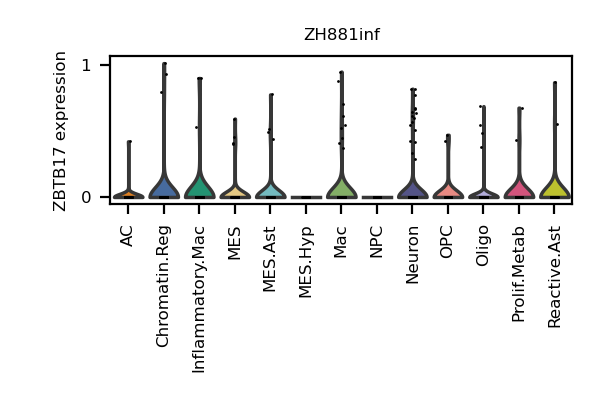 ZH881inf
ZBTB17 expression
1
0
AC
Chromatin.Reg
Inflammatory.Mac
MES
MES.Ast
MES.Hyp
Mac
NPC
Neuron
OPC
Oligo
Prolif.Metab
Reactive.Ast